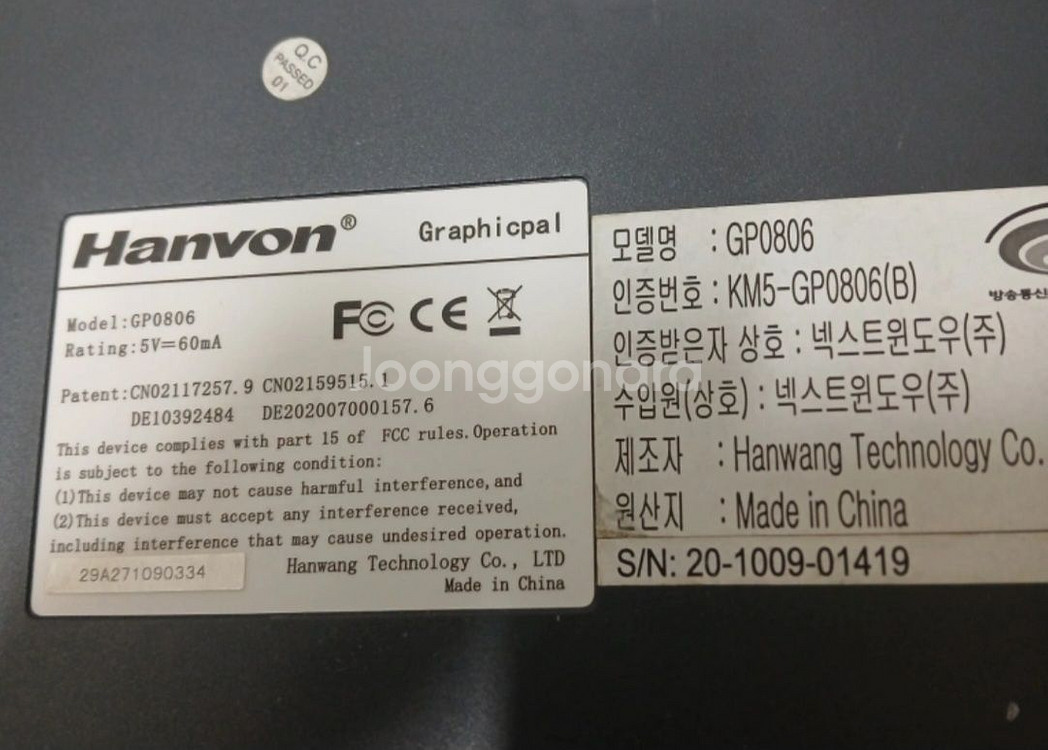 Q.C
PASSED
01
Hanvon® Graphicpal
Model:GP0806
Rating:5V⎓60mA
FC CE
Patent:CN02117257.9 CN02159515.1
DE10392484 DE202007000157.6
This device complies with part 15 of FCC rules.Operation
is subject to the following condition:
(1)This device may not cause harmful interference,and
(2)This device must accept any interference received,
including interference that may cause undesired operation.
29A271090334
Hanwang Technology Co., LTD
Made in China
모델명 : GP0806
인증번호 : KM5-GP0806(B)
인증받은자 상호 : 넥스트윈도우(주)
수입원(상호) : 넥스트윈도우(주)
제조자 : Hanwang Technology Co.
원산지 : Made in China
S/N: 20-1009-01419
방송통신
joonggonara